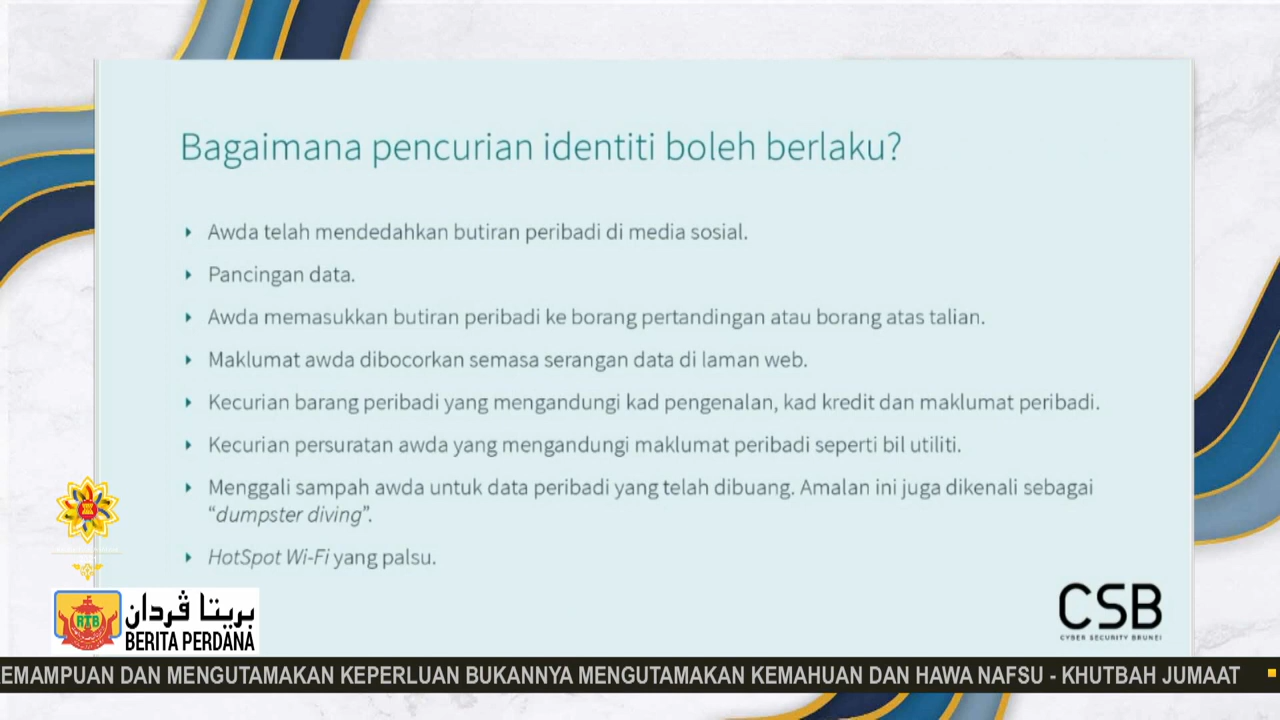 Bagaimana pencurian identiti boleh berlaku?
Awda telah mendedahkan butiran peribadi di media sosial.
Pancingan data.
Awda memasukkan butiran peribadi ke borang pertandingan atau borang atas talian.
Maklumat awda dibocorkan semasa serangan data di laman web.
Kecurian barang peribadi yang mengandungi kad pengenalan, kad kredit dan maklumat peribadi.
Kecurian persuratan awda yang mengandungi maklumat peribadi seperti bil utiliti.
Menggali sampah awda untuk data peribadi yang telah dibuang. Amalan ini juga dikenali sebagai
“dumpster diving”.
HotSpot Wi-Fi yang palsu.
CSB
CYBER SECURITY BRUNEI
RTB
بريتا ڤردان
BERITA PERDANA
EMAMPUAN DAN MENGUTAMAKAN KEPERLUAN BUKANNYA MENGUTAMAKAN KEMAHUAN DAN HAWA NAFSU - KHUTBAH JUMAAT